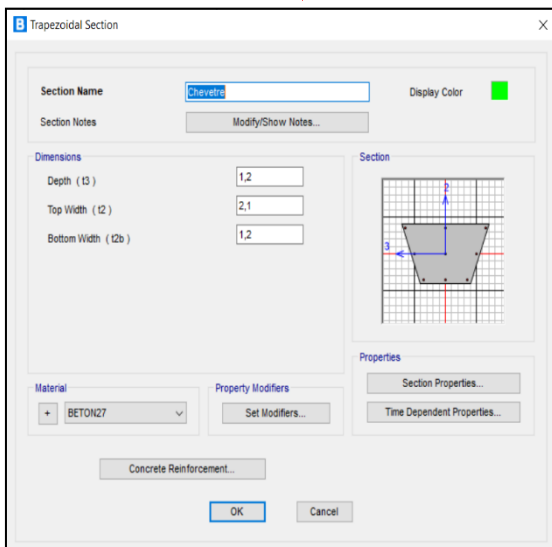 B Trapezoidal Section X
Section Name Chevetre Display Color
Section Notes Modify/Show Notes...
Dimensions Section
Depth ( t3 ) 1,2
Top Width ( t2 ) 2,1
Bottom Width ( t2b ) 1,2
2
3
Properties
Section Properties...
Time Dependent Properties...
Material Property Modifiers
+ BETON27 Set Modifiers...
Concrete Reinforcement...
OK Cancel